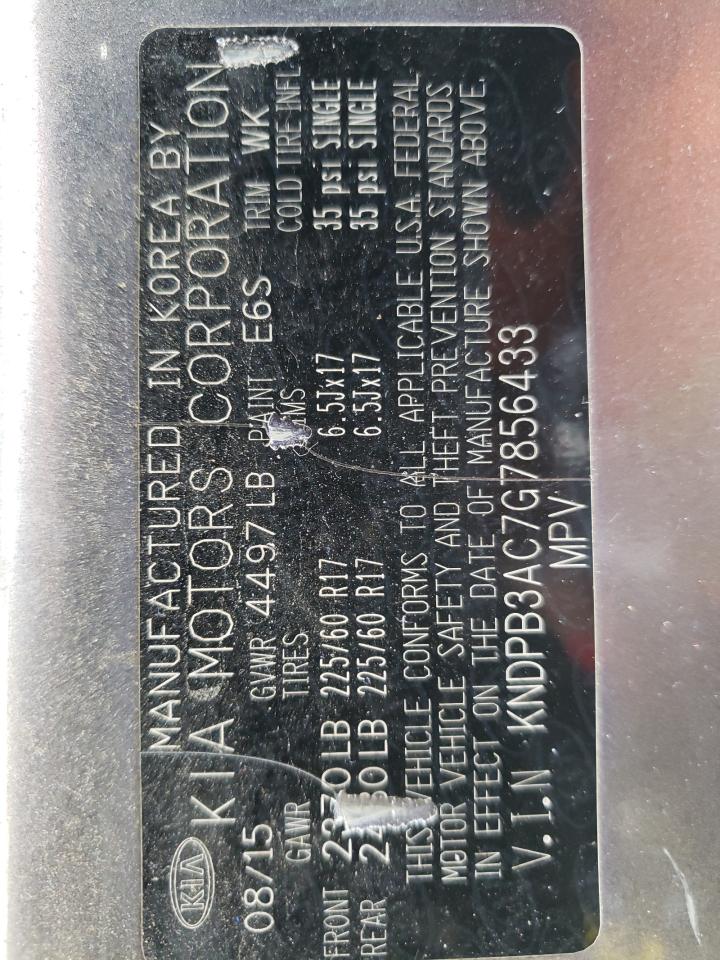 KIA
MANUFACTURED IN KOREA BY
KIA MOTORS CORPORATION
08/15 GVWR 4497 LB PAINT E6S TRIM WK
GAWR TIRES COLD TIRE INFL
FRONT LB 225/60 R17 6.5Jx17 35 psi SINGLE
REAR LB 225/60 R17 6.5Jx17 35 psi SINGLE
THIS VEHICLE CONFORMS TO ALL APPLICABLE U.S.A. FEDERAL
MOTOR VEHICLE SAFETY AND THEFT PREVENTION STANDARDS
IN EFFECT ON THE DATE OF MANUFACTURE SHOWN ABOVE.
V.I.N KNDPB3AC7G7856433
MPV